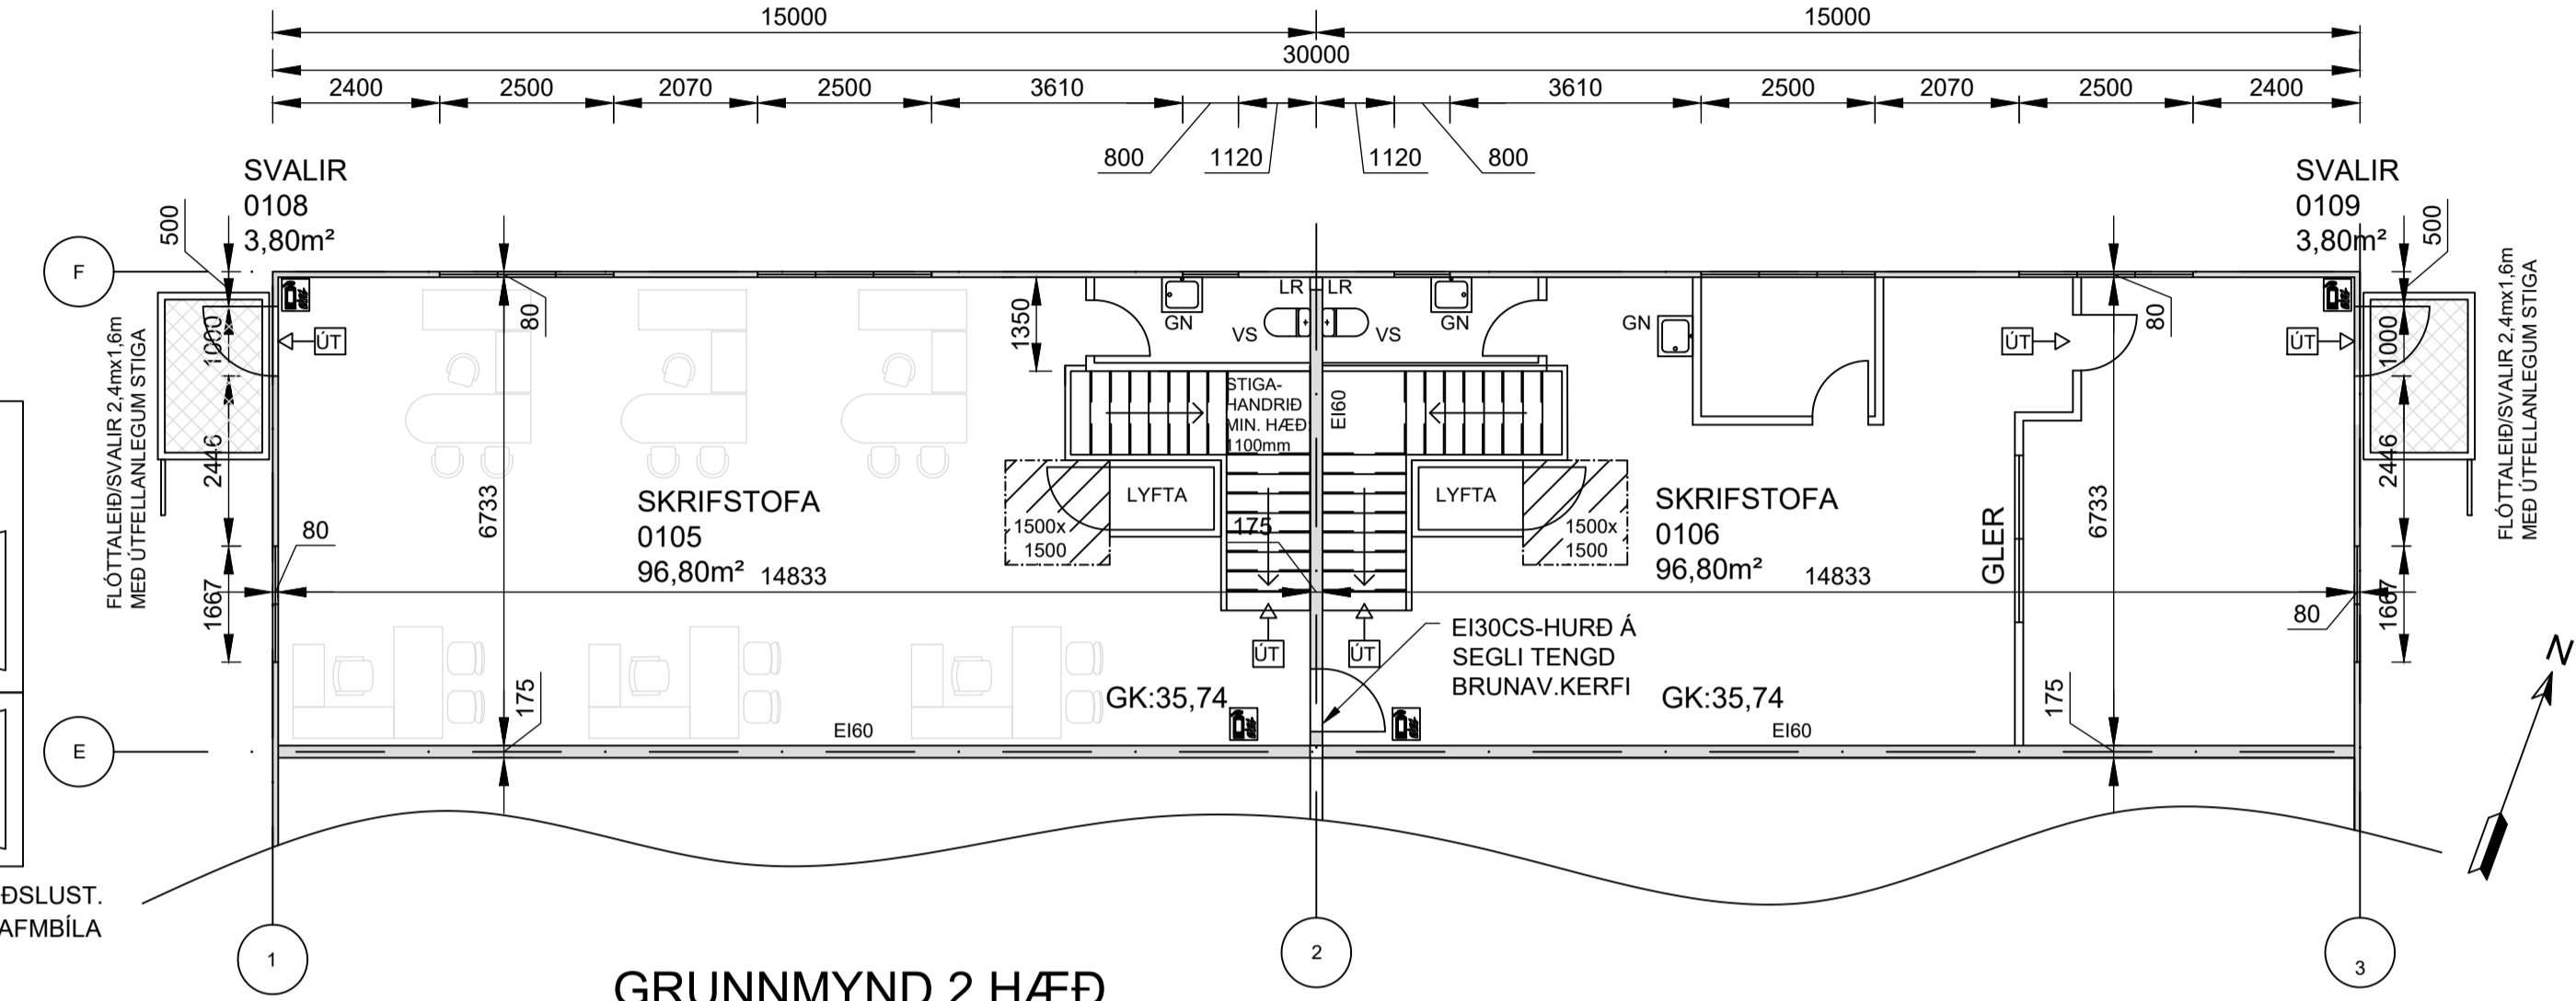 15000 15000
30000
2400 2500 2070 2500 3610 3610 2500 2070 2500 2400
800 1120 1120 800
SVALIR
0108
3,80m²
SVALIR
0109
3,80m²
500
500
F
FLÓTTALEIÐ/SVALIR 2,4mx1,6m
MEÐ ÚTFELLANLEGUM STIGA
1000
2446
1667
80
ÚT
80
6733
175
SKRIFSTOFA
0105
96,80m²
14833
1350
GN
VS
LR
LR
VS
GN
GN
STIGA-
HANDRIÐ
MIN. HÆÐ:
1100mm
EI60
LYFTA
LYFTA
1500x
1500
1500x
1500
175
ÚT
ÚT
SKRIFSTOFA
0106
96,80m²
14833
GLER
ÚT
ÚT
80
6733
175
80
1000
2446
1667
FLÓTTALEIÐ/SVALIR 2,4mx1,6m
MEÐ ÚTFELLANLEGUM STIGA
EI30CS-HURÐ Á
SEGLI TENGD
BRUNAV.KERFI
GK:35,74
GK:35,74
EI60
EI60
E
N
ÐSLUST.
AFMBÍLA
1
2
3
GRUNNMYND 2 HÆÐ